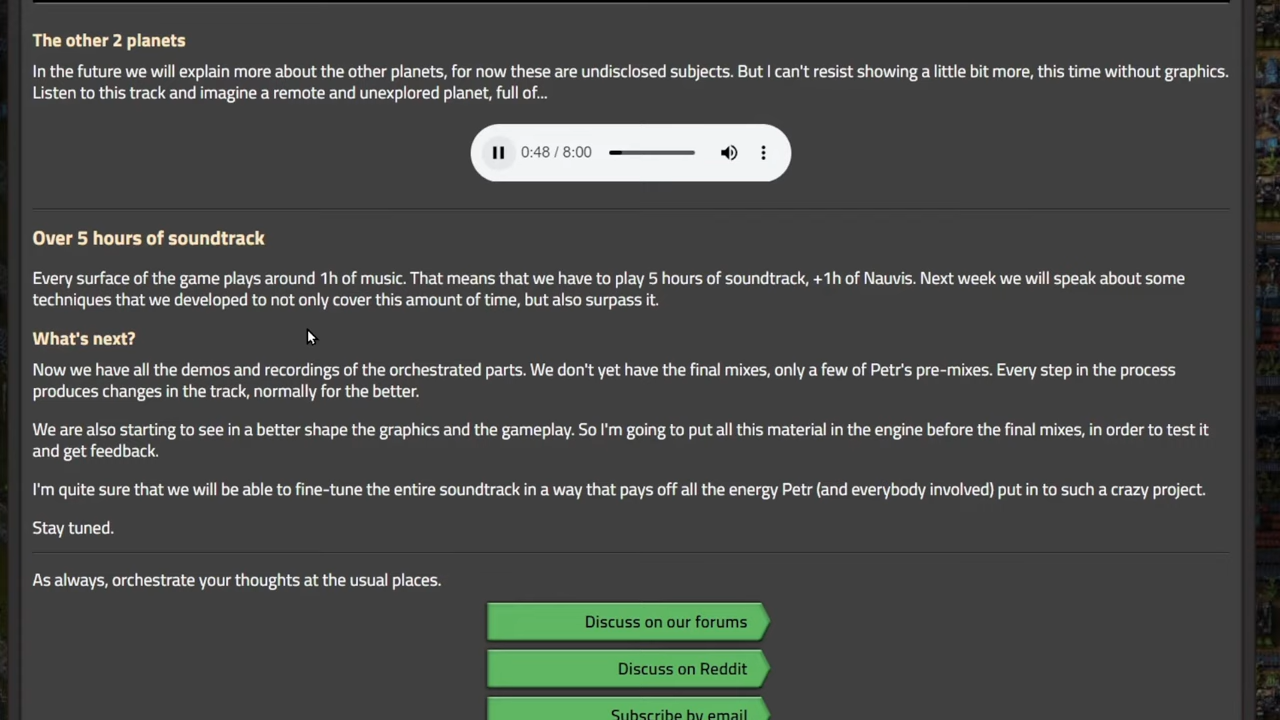 The other 2 planets
In the future we will explain more about the other planets, for now these are undisclosed subjects. But I can't resist showing a little bit more, this time without graphics.
Listen to this track and imagine a remote and unexplored planet, full of...
0:48 / 8:00
Over 5 hours of soundtrack
Every surface of the game plays around 1h of music. That means that we have to play 5 hours of soundtrack, +1h of Nauvis. Next week we will speak about some
techniques that we developed to not only cover this amount of time, but also surpass it.
What's next?
Now we have all the demos and recordings of the orchestrated parts. We don't yet have the final mixes, only a few of Petr's pre-mixes. Every step in the process
produces changes in the track, normally for the better.
We are also starting to see in a better shape the graphics and the gameplay. So I'm going to put all this material in the engine before the final mixes, in order to test it
and get feedback.
I'm quite sure that we will be able to fine-tune the entire soundtrack in a way that pays off all the energy Petr (and everybody involved) put in to such a crazy project.
Stay tuned.
As always, orchestrate your thoughts at the usual places.
Discuss on our forums
Discuss on Reddit
Subscribe by email